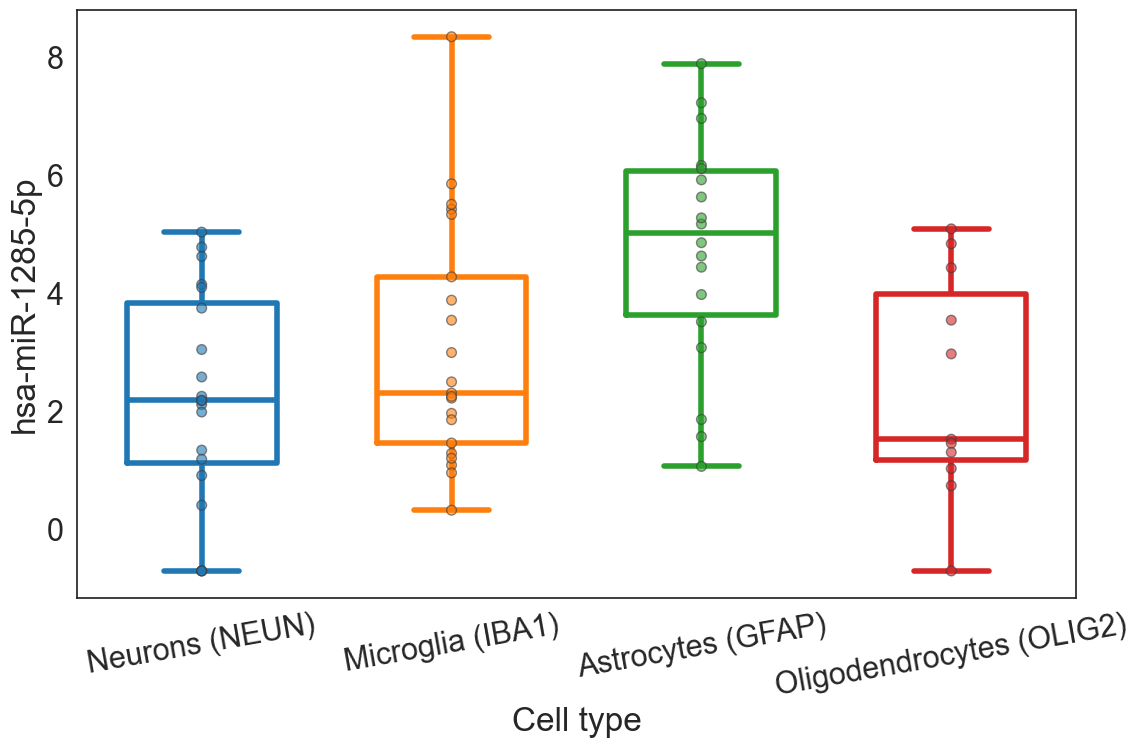 hsa-miR-1285-5p
8
6
4
2
0
Neurons (NEUN)
Microglia (IBA1)
Astrocytes (GFAP)
Oligodendrocytes (OLIG2)
Cell type